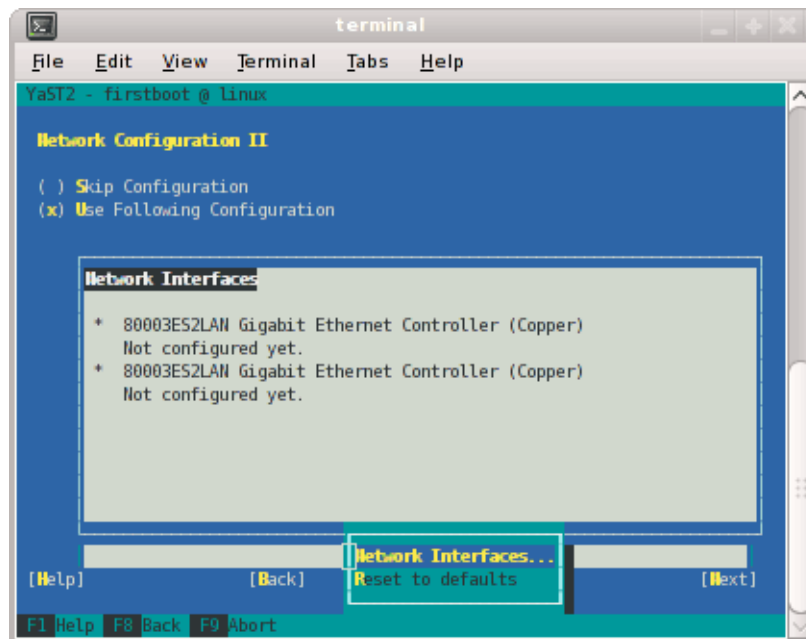 terminal
File Edit View Terminal Tabs Help
YaST2 - firstboot @ linux
Network Configuration II
( ) Skip Configuration
(x) Use Following Configuration
Network Interfaces
* 80003ES2LAN Gigabit Ethernet Controller (Copper)
Not configured yet.
* 80003ES2LAN Gigabit Ethernet Controller (Copper)
Not configured yet.
Network Interfaces...
[Help] [Back] Reset to defaults [Next]
F1 Help F8 Back F9 Abort